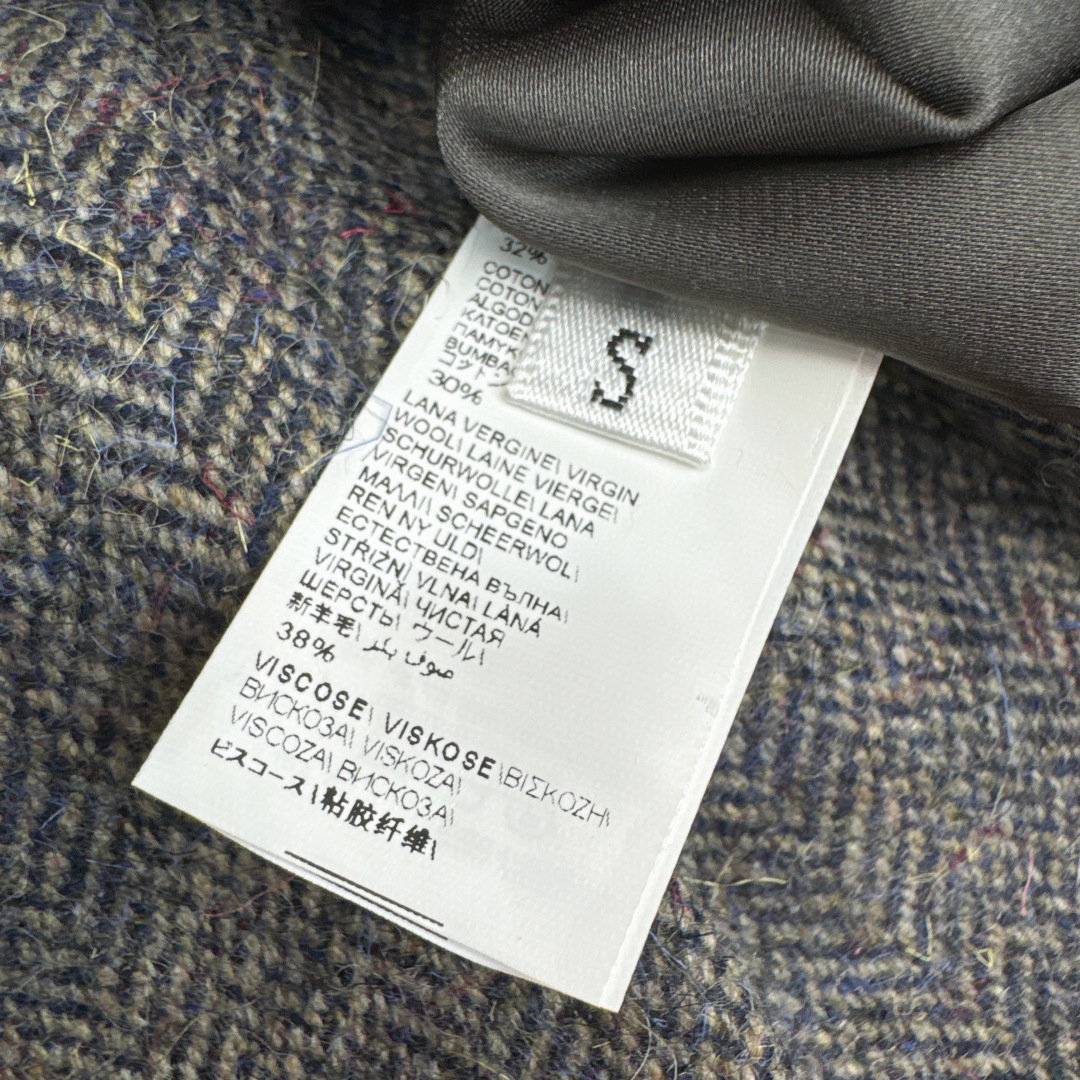 32%
COTON
COTON
ALGOD
KATOEN
ПАМУК
BUMBA
コットン
30%
LANA VERGINE\ VIRGIN
WOOL\ LAINE VIERGE\
SCHURWOLLE\ LANA
/VIRGEN\ SAPGENO
ΜΑΛΛΙ\ SCHEERWOL\
REN NY ULD\
ЕСТЕСТВЕНА ВЪЛНА\
STRIŽNÍ VLNA\ LÂNĂ
VIRGINĂ\ ЧИСТАЯ
ШЕРСТЬ\ ウール\
新羊毛\ صوف بكر
38%
VISCOSE\ VISKOSE\ΒΙΣΚΟΖΗ\
ВИСКОЗА\ VISKOZA\
VISCOZA\ ВИСКОЗА\
ビスコース\粘胶纤维\
S